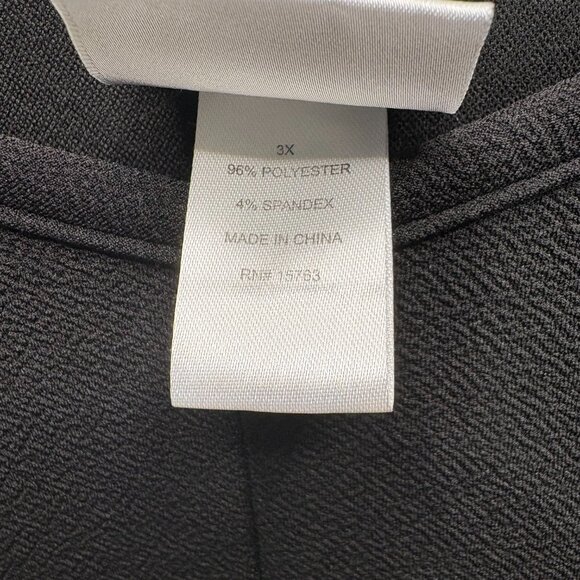 3X
96% POLYESTER
4% SPANDEX
MADE IN CHINA
RN# 15763